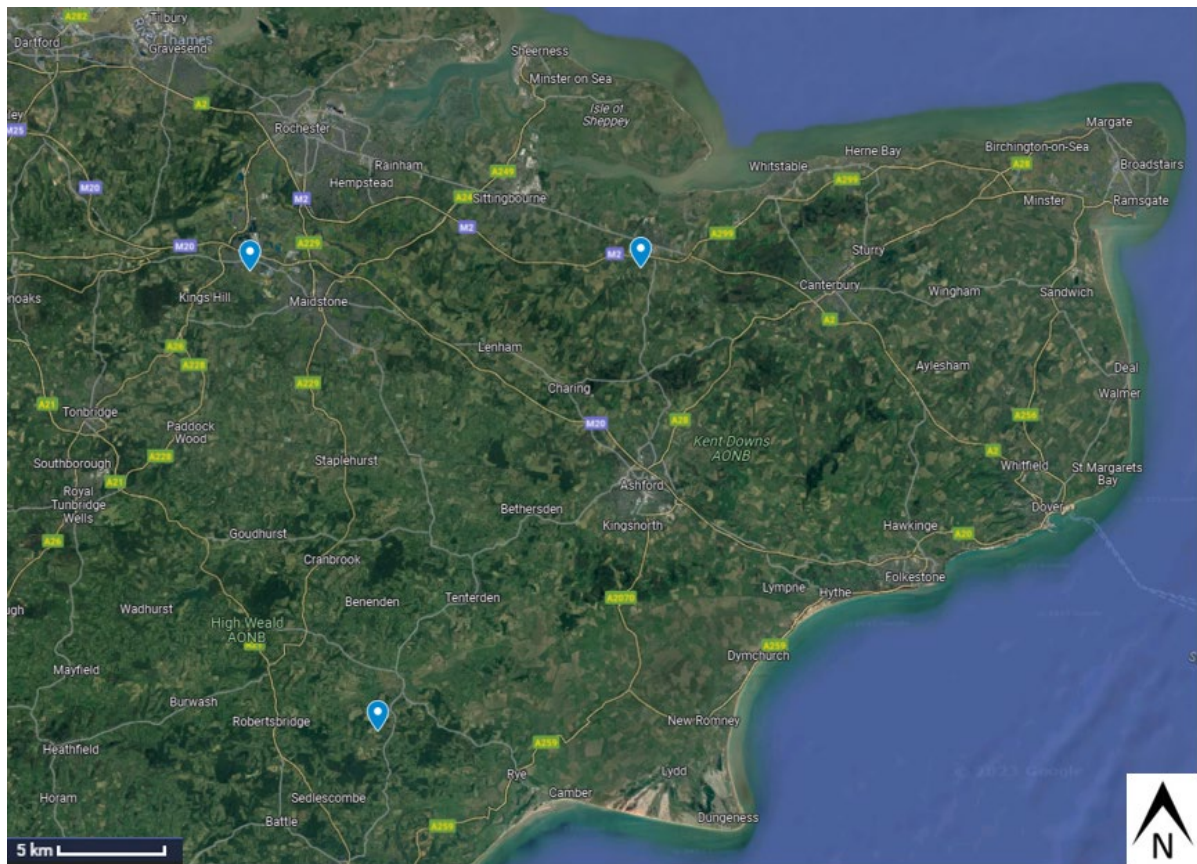 A282
Tilbury
Dartford
Thames
Gravesend
Sheerness
Minster on Sea
A2
Isle of
Sheppey
Rochester
M25
Margate
Herne Bay
Birchington-on-Sea
Whitstable
A28
Broadstairs
Rainham
A249
Hempstead
A299
M20
M2
Sittingbourne
Minster
Ramsgate
M2
A299
M20
A229
M2
Sturry
Kings Hill
Maidstone
Canterbury
Wingham
Sandwich
A2
A26
Lenham
A228
Aylesham
Deal
A229
Charing
Walmer
A21
Tonbridge
A256
M20
A28
Paddock
Wood
Kent Downs
AONB
A2
A228
Staplehurst
Southborough
Whitfield
St Margarets
Bay
A21
Ashford
Royal
Tunbridge
Wells
Bethersden
Dover
Kingsnorth
Hawkinge
A20
A26
Goudhurst
Cranbrook
Folkestone
Lympne
Hythe
Benenden
Tenterden
A2070
Wadhurst
High Weald
AONB
A259
Dymchurch
Mayfield
Burwash
Robertsbridge
New Romney
Heathfield
A259
Rye
Lydd
Horam
Sedlescombe
Camber
Battle
A259
Dungeness
5 km
N